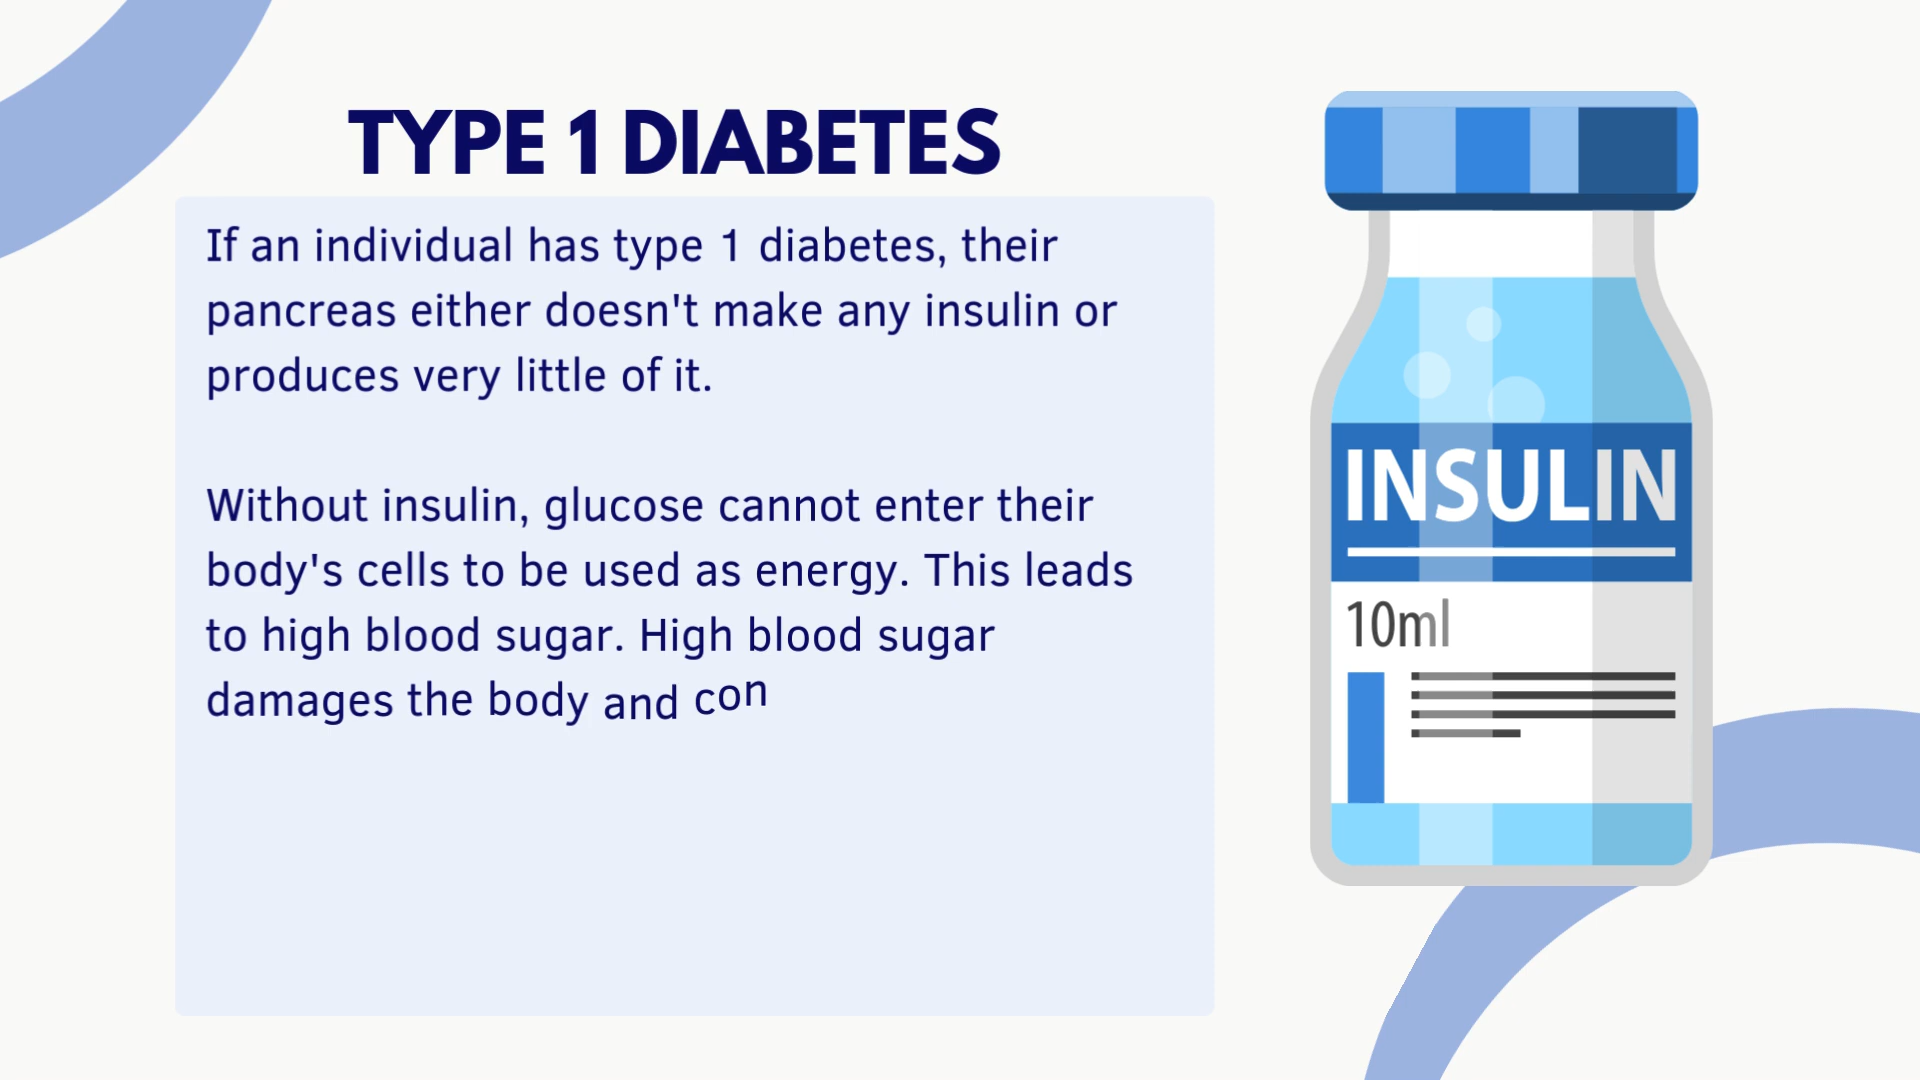 TYPE 1 DIABETES
If an individual has type 1 diabetes, their
pancreas either doesn't make any insulin or
produces very little of it.
Without insulin, glucose cannot enter their
body's cells to be used as energy. This leads
to high blood sugar. High blood sugar
damages the body and con
INSULIN
10ml